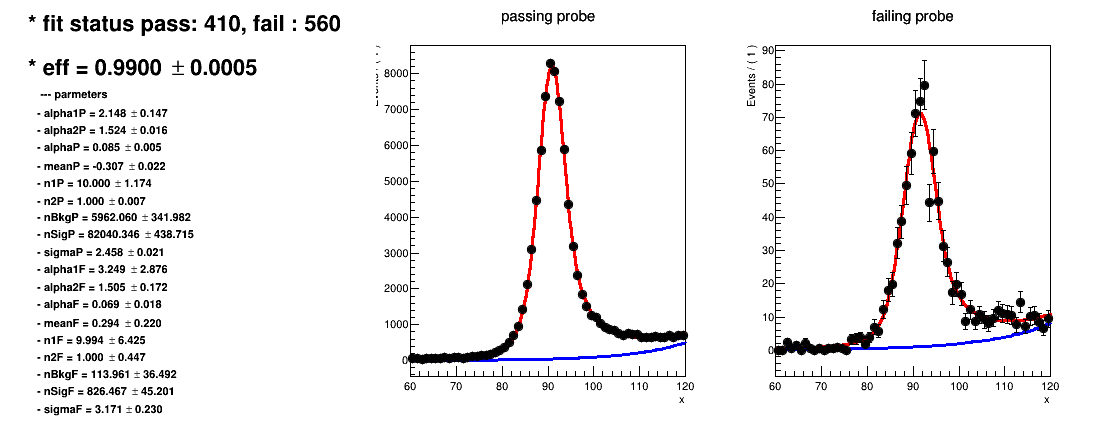 * fit status pass: 410, fail : 560
* eff = 0.9900 ± 0.0005
--- parmeters
- alpha1P = 2.148 ± 0.147
- alpha2P = 1.524 ± 0.016
- alphaP = 0.085 ± 0.005
- meanP = -0.307 ± 0.022
- n1P = 10.000 ± 1.174
- n2P = 1.000 ± 0.007
- nBkgP = 5962.060 ± 341.982
- nSigP = 82040.346 ± 438.715
- sigmaP = 2.458 ± 0.021
- alpha1F = 3.249 ± 2.876
- alpha2F = 1.505 ± 0.172
- alphaF = 0.069 ± 0.018
- meanF = 0.294 ± 0.220
- n1F = 9.994 ± 6.425
- n2F = 1.000 ± 0.447
- nBkgF = 113.961 ± 36.492
- nSigF = 826.467 ± 45.201
- sigmaF = 3.171 ± 0.230
passing probe
8000
7000
6000
5000
4000
3000
2000
1000
0
60 70 80 90 100 110 120
x
failing probe
Events / ( 1 )
90
80
70
60
50
40
30
20
10
0
60 70 80 90 100 110 120
x